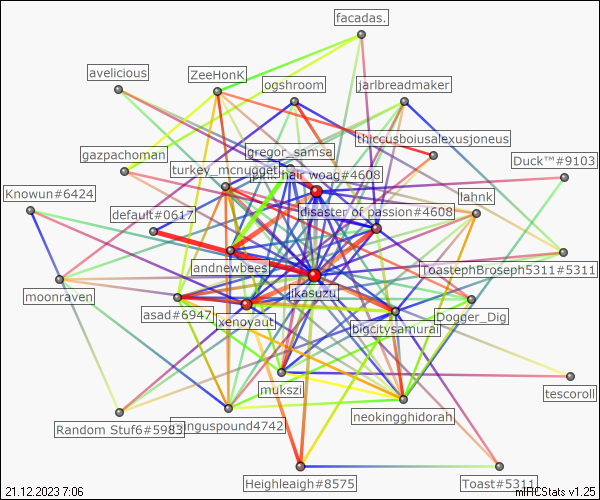 facadas.
avelicious
ZeeHonK
ogshroom
jarlbreadmaker
thiccusboiusalexusjoneus
gregor_samsa
gazpachoman
Duck™#9103
turkey_mcnugget
hair woag#4608
Knowun#6424
lahnk
default#0617
disaster of passion#4608
andnewbees
ToastephBroseph5311#5311
ikasuzu
moonraven
asad#6947
xenoyaut
Dogger_Dig
bigcitysamurai
mukszi
tescoroll
neokingghidorah
Random Stuf6#5983
inguspound4742
Heighleigh#8575
Toast#5311
21.12.2023 7:06
mIRCStats v1.25